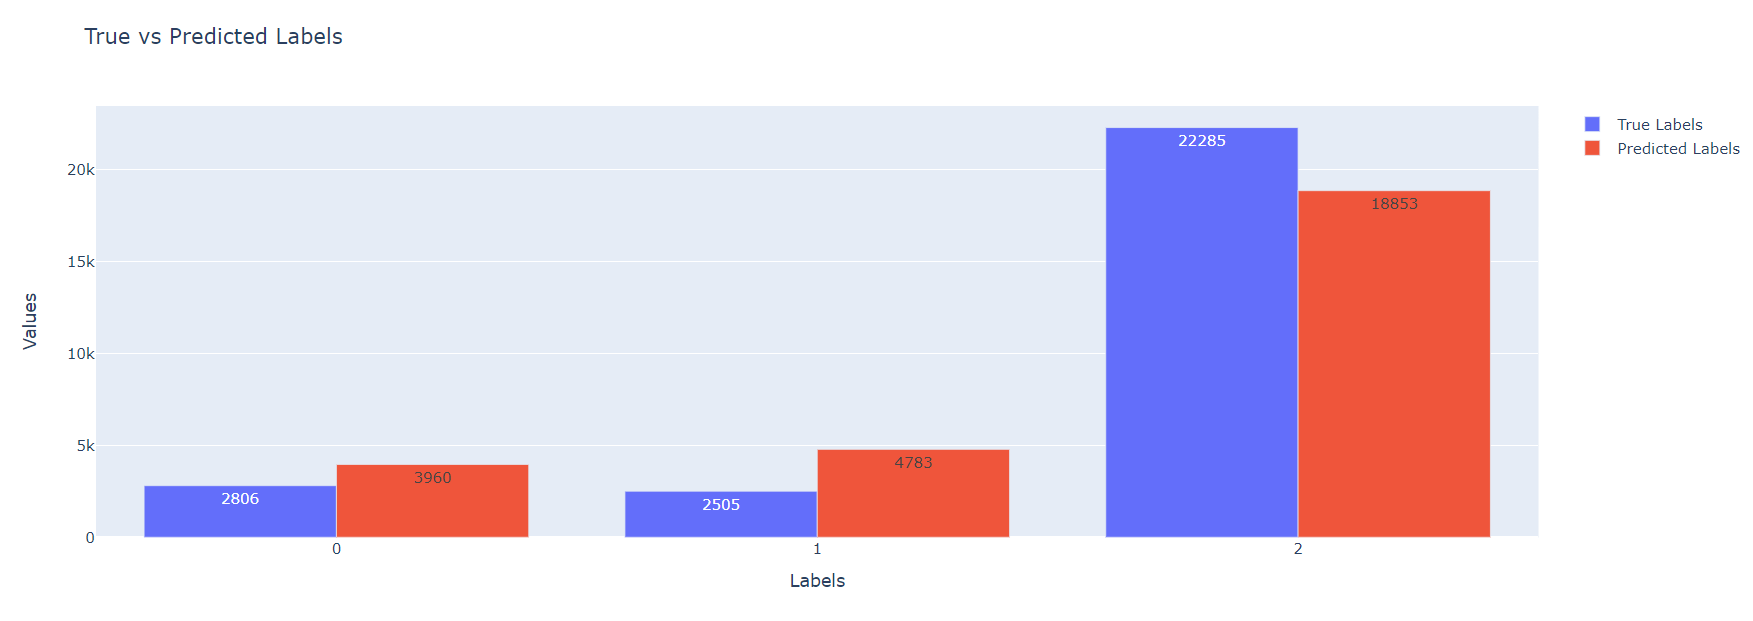 True vs Predicted Labels
True Labels
Predicted Labels
Values
20k
15k
10k
5k
0
22285
18853
3960
4783
2806
2505
0
1
2
Labels